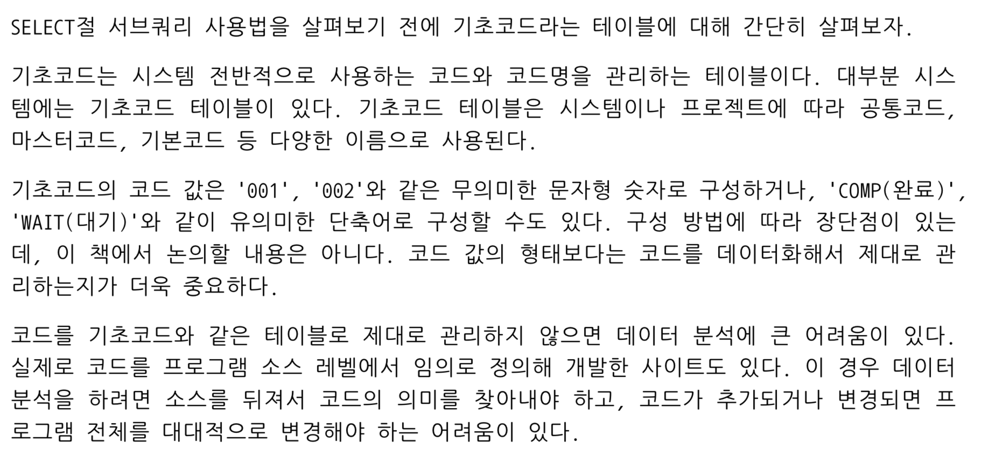 SELECT절 서브쿼리 사용법을 살펴보기 전에 기초코드라는 테이블에 대해 간단히 살펴보자.
기초코드는 시스템 전반적으로 사용하는 코드와 코드명을 관리하는 테이블이다. 대부분 시스
템에는 기초코드 테이블이 있다. 기초코드 테이블은 시스템이나 프로젝트에 따라 공통코드,
마스터코드, 기본코드 등 다양한 이름으로 사용된다.
기초코드의 코드 값은 '001', '002'와 같은 무의미한 문자형 숫자로 구성하거나, 'COMP(완료)',
'WAIT(대기)'와 같이 유의미한 단축어로 구성할 수도 있다. 구성 방법에 따라 장단점이 있는
데, 이 책에서 논의할 내용은 아니다. 코드 값의 형태보다는 코드를 데이터화해서 제대로 관
리하는지가 더욱 중요하다.
코드를 기초코드와 같은 테이블로 제대로 관리하지 않으면 데이터 분석에 큰 어려움이 있다.
실제로 코드를 프로그램 소스 레벨에서 임의로 정의해 개발한 사이트도 있다. 이 경우 데이터
분석을 하려면 소스를 뒤져서 코드의 의미를 찾아내야 하고, 코드가 추가되거나 변경되면 프
로그램 전체를 대대적으로 변경해야 하는 어려움이 있다.